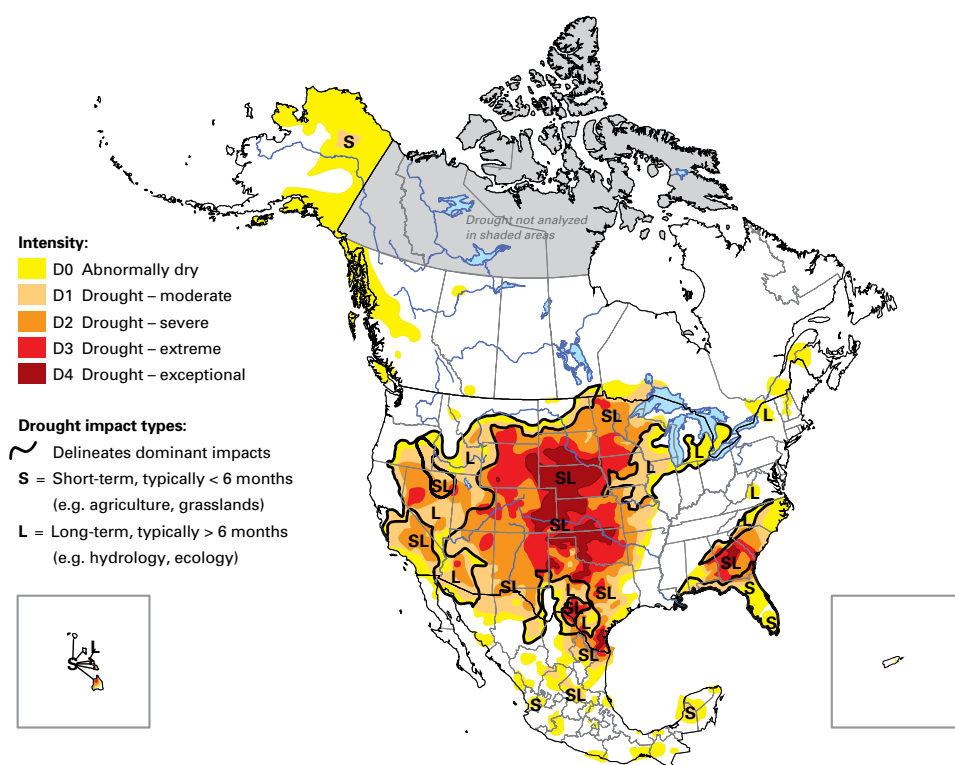 S
Drought not analyzed
in shaded areas
Intensity:
D0 Abnormally dry
D1 Drought – moderate
D2 Drought – severe
D3 Drought – extreme
D4 Drought – exceptional
Drought impact types:
Delineates dominant impacts
S = Short-term, typically < 6 months
(e.g. agriculture, grasslands)
L = Long-term, typically > 6 months
(e.g. hydrology, ecology)
SL
L
L
L
L
SL
SL
L
L
SL
L
SL
SL
SL
L
SL
L
SL
S
SL
L
S
SL
SL
S
S
L
S